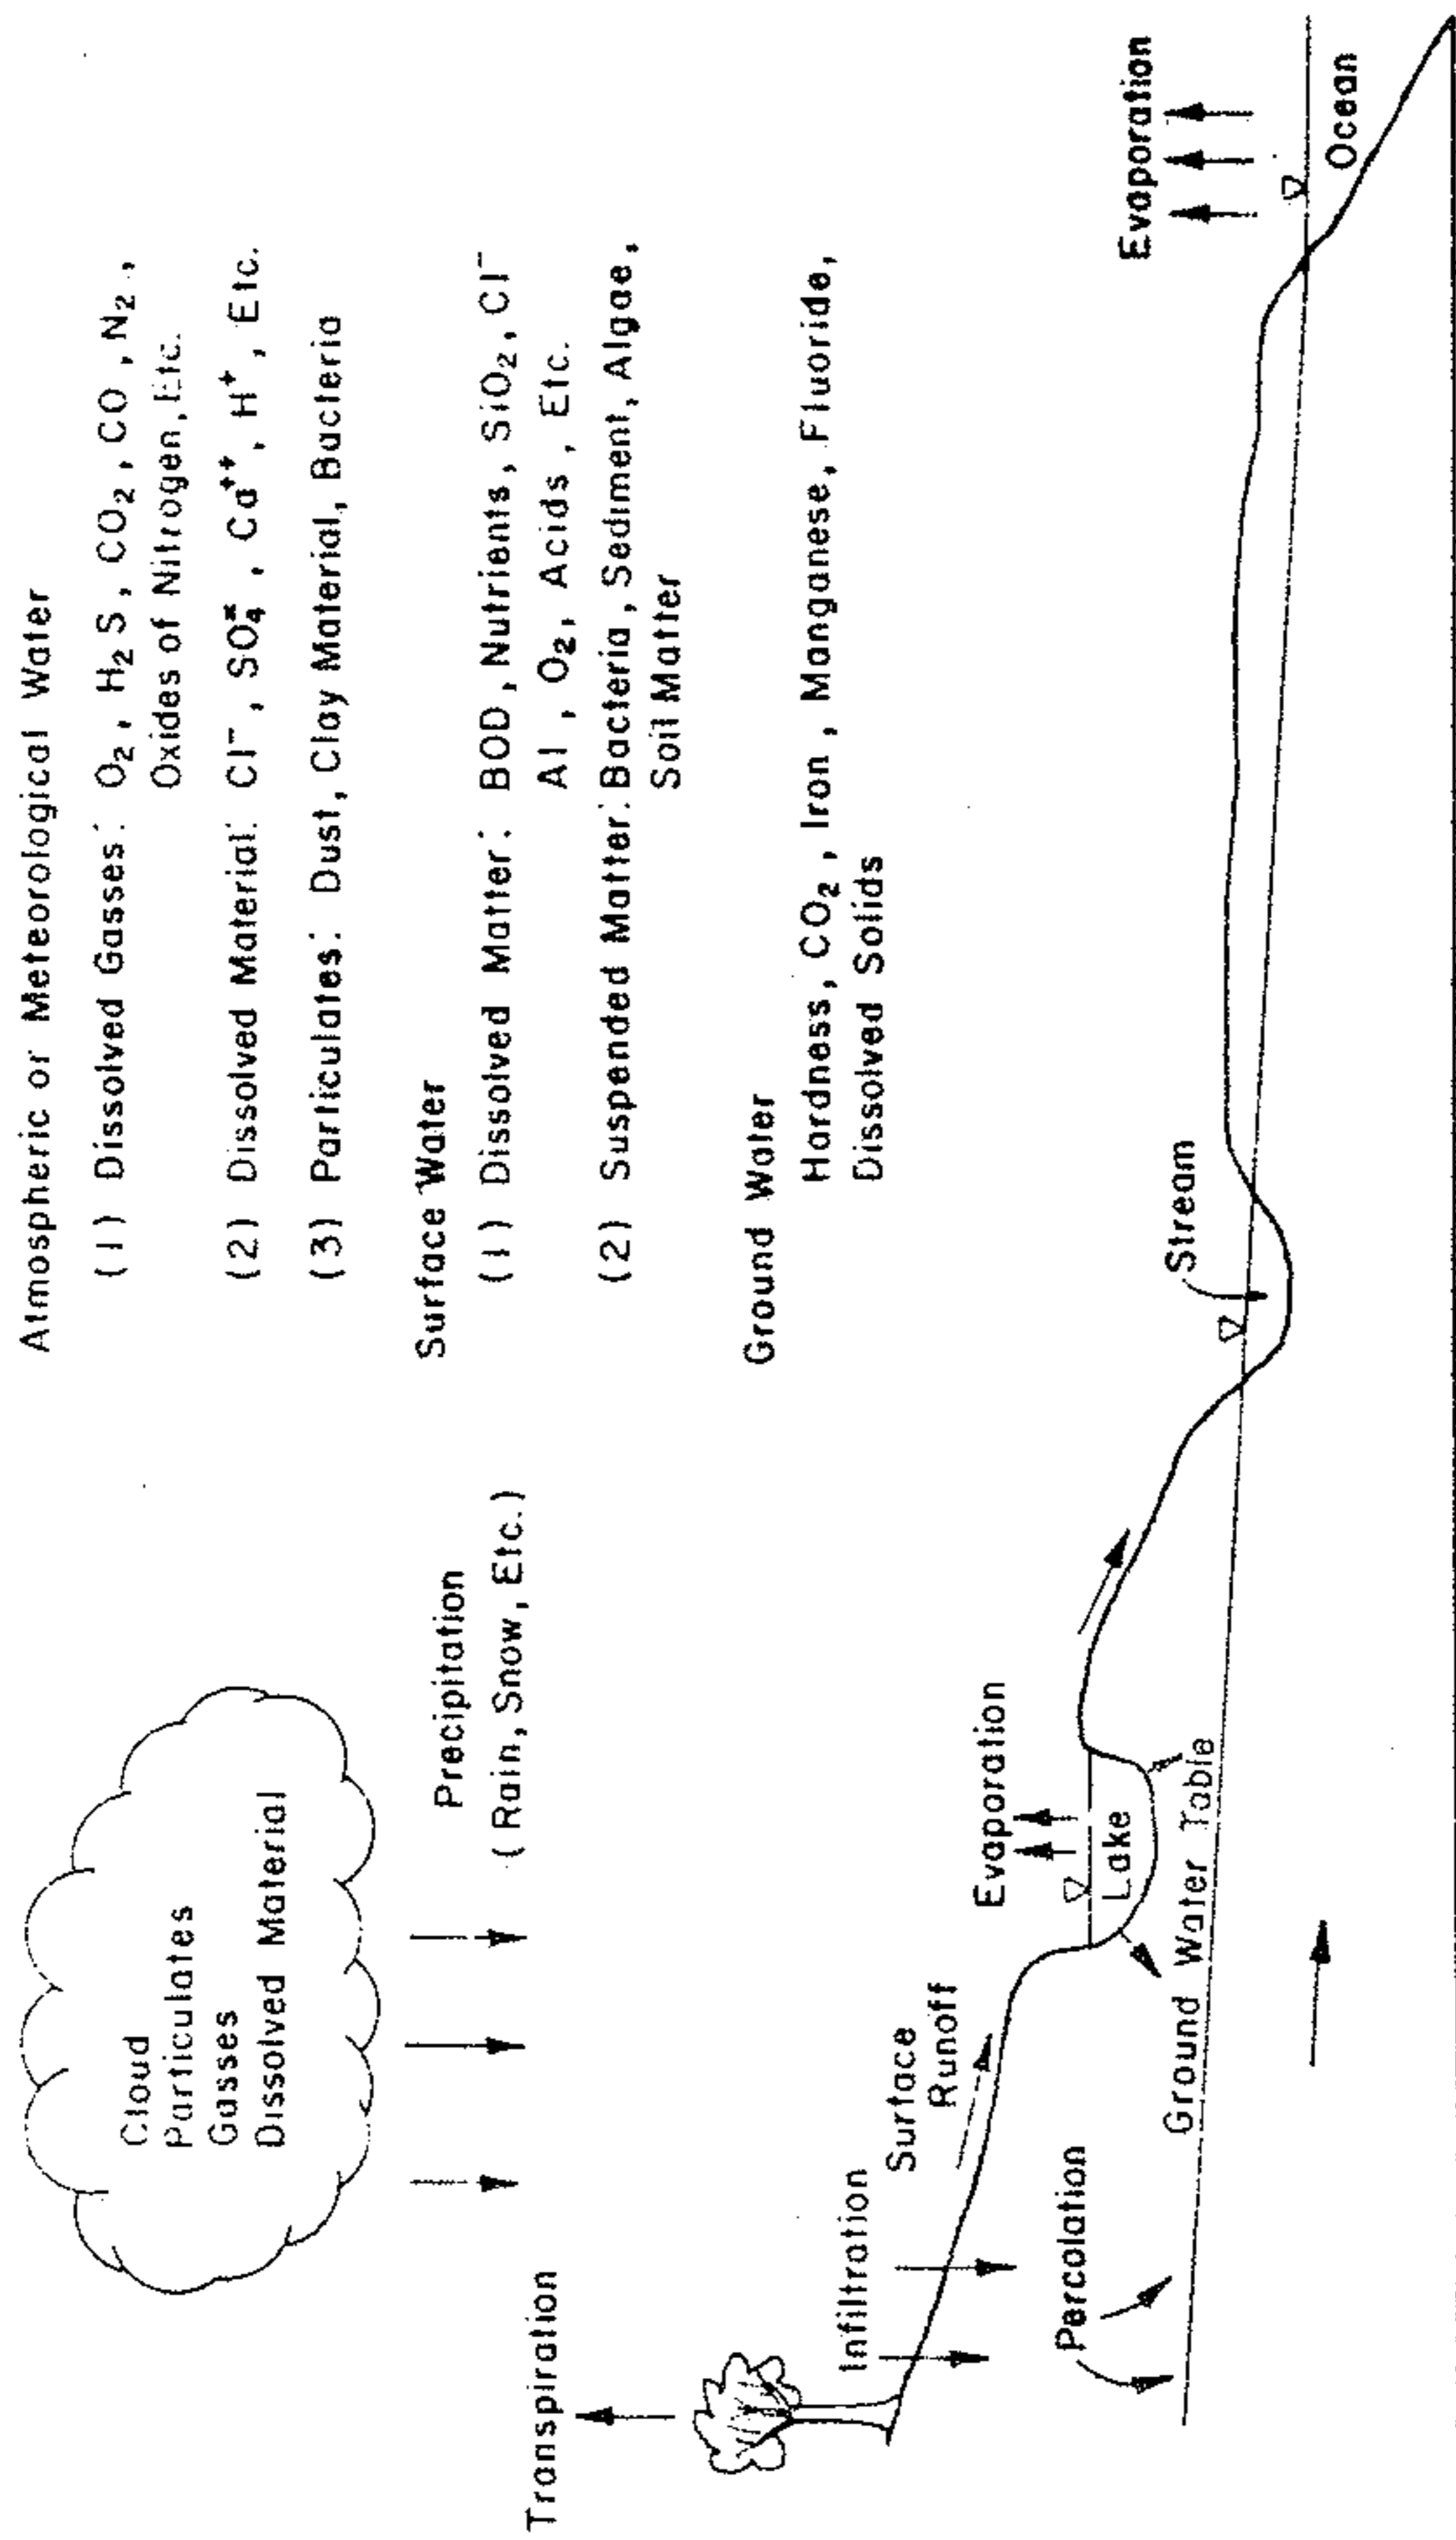 Atmospheric or Meteorological Water
(1) Dissolved Gasses: O₂, H₂S, CO₂, CO, N₂,
Oxides of Nitrogen, Etc.
(2) Dissolved Material: Cl⁻, SO₄⁼, Ca⁺⁺, H⁺, Etc.
(3) Particulates: Dust, Clay Material, Bacteria
Surface Water
(1) Dissolved Matter: BOD, Nutrients, SiO₂, Cl⁻
Al, O₂, Acids, Etc.
(2) Suspended Matter: Bacteria, Sediment, Algae,
Soil Matter
Ground Water
Hardness, CO₂, Iron, Manganese, Fluoride,
Dissolved Solids
Cloud
Particulates
Gasses
Dissolved Material
Precipitation
(Rain, Snow, Etc.)
Transpiration
Infiltration
Surface
Runoff
Percolation
Evaporation
Lake
Ground Water Table
Stream
Evaporation
Ocean